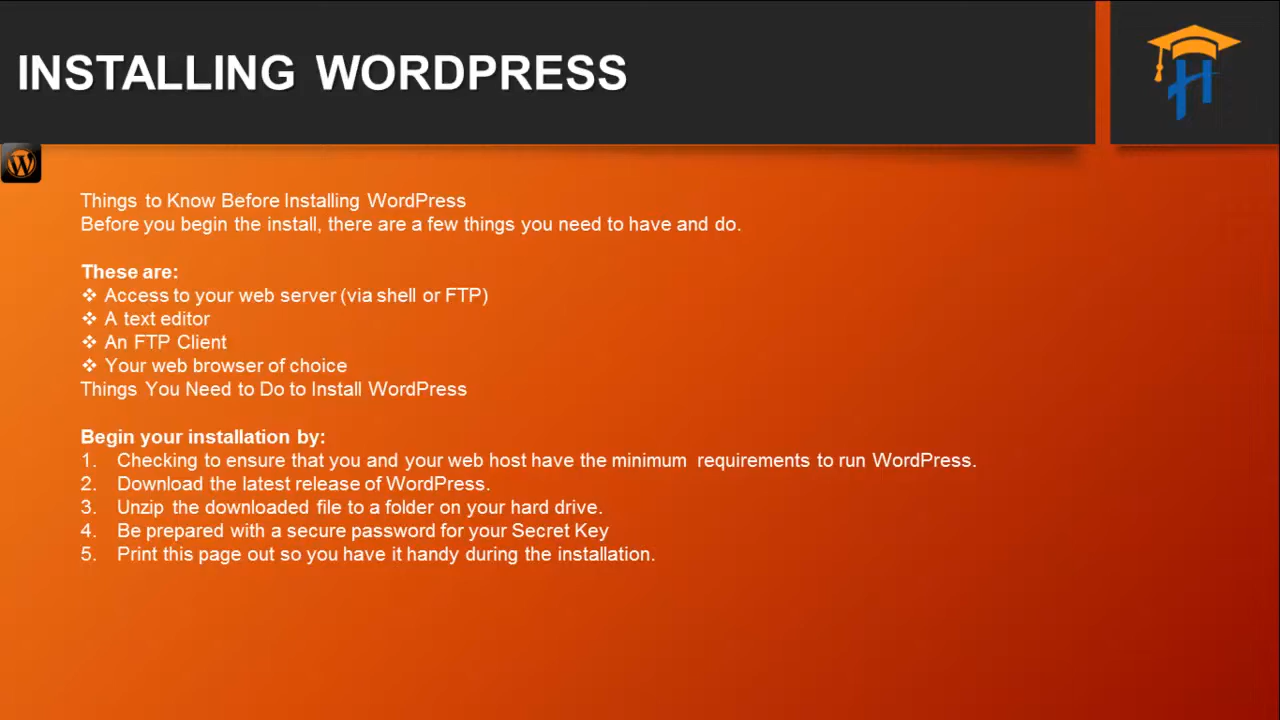 INSTALLING WORDPRESS
Things to Know Before Installing WordPress
Before you begin the install, there are a few things you need to have and do.
These are:
❖ Access to your web server (via shell or FTP)
❖ A text editor
❖ An FTP Client
❖ Your web browser of choice
Things You Need to Do to Install WordPress
Begin your installation by:
1. Checking to ensure that you and your web host have the minimum requirements to run WordPress.
2. Download the latest release of WordPress.
3. Unzip the downloaded file to a folder on your hard drive.
4. Be prepared with a secure password for your Secret Key
5. Print this page out so you have it handy during the installation.